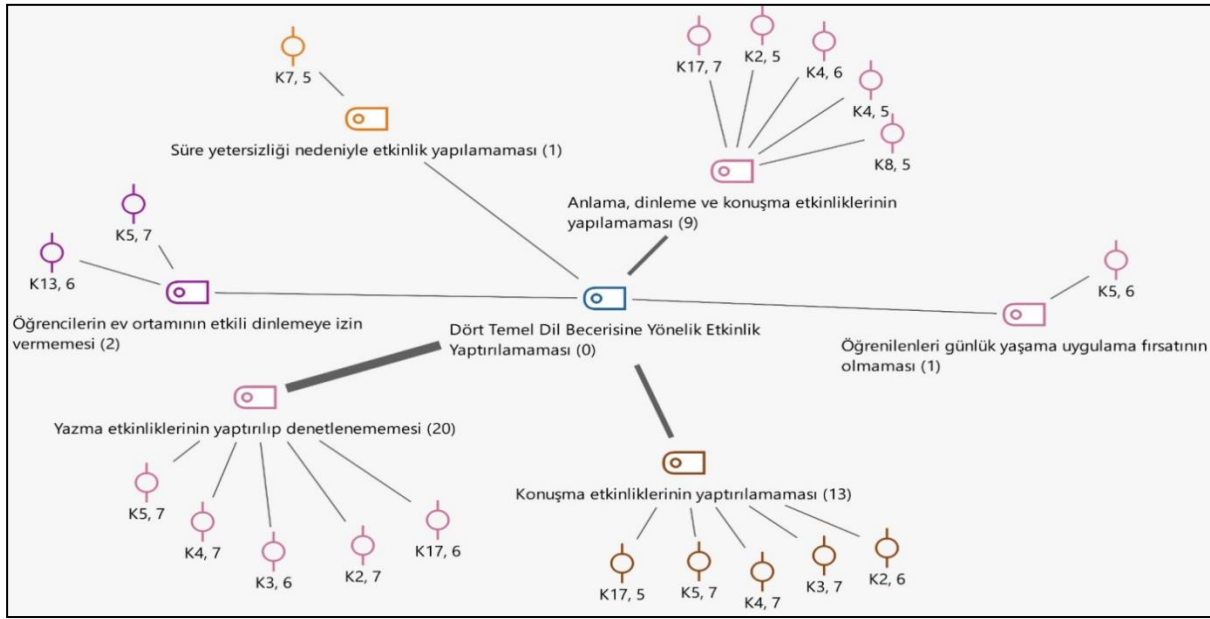 K7, 5
Süre yetersizliği nedeniyle etkinlik yapılamaması (1)
K17, 7
K2, 5
K4, 6
K4, 5
K8, 5
Anlama, dinleme ve konuşma etkinliklerinin
yapılamaması (9)
K5, 7
K13, 6
Öğrencilerin ev ortamının etkili dinlemeye izin
vermemesi (2)
Dört Temel Dil Becerisine Yönelik Etkinlik
Yaptırılamaması (0)
K5, 6
Öğrenilenleri günlük yaşama uygulama fırsatının
olmaması (1)
Yazma etkinliklerinin yaptırılıp denetlenememesi (20)
K5, 7
K4, 7
K3, 6
K2, 7
K17, 6
Konuşma etkinliklerinin yaptırılamaması (13)
K17, 5
K5, 7
K4, 7
K3, 7
K2, 6